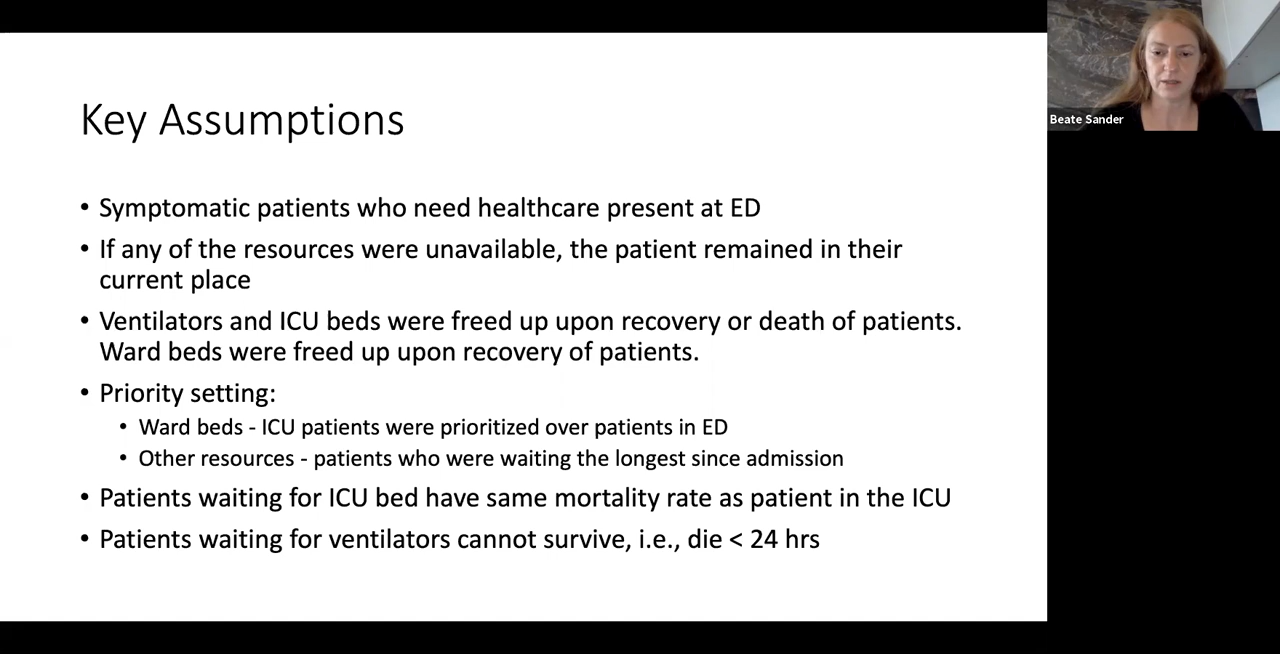 Key Assumptions
• Symptomatic patients who need healthcare present at ED
• If any of the resources were unavailable, the patient remained in their
current place
• Ventilators and ICU beds were freed up upon recovery or death of patients.
Ward beds were freed up upon recovery of patients.
• Priority setting:
• Ward beds - ICU patients were prioritized over patients in ED
• Other resources - patients who were waiting the longest since admission
• Patients waiting for ICU bed have same mortality rate as patient in the ICU
• Patients waiting for ventilators cannot survive, i.e., die < 24 hrs
Beate Sander